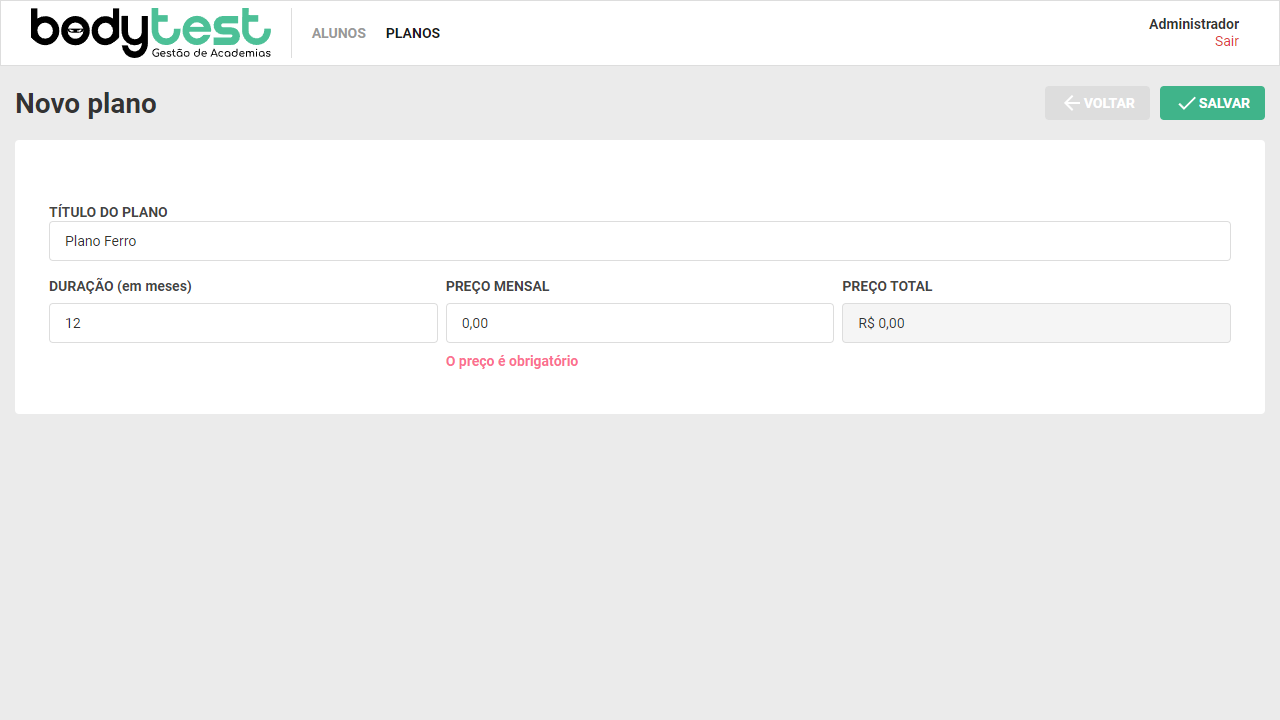 bodytest
Gestão de Academias
ALUNOS
PLANOS
Administrador
Sair
Novo plano
VOLTAR
SALVAR
TÍTULO DO PLANO
Plano Ferro
DURAÇÃO (em meses)
PREÇO MENSAL
PREÇO TOTAL
12
0,00
R$ 0,00
O preço é obrigatório